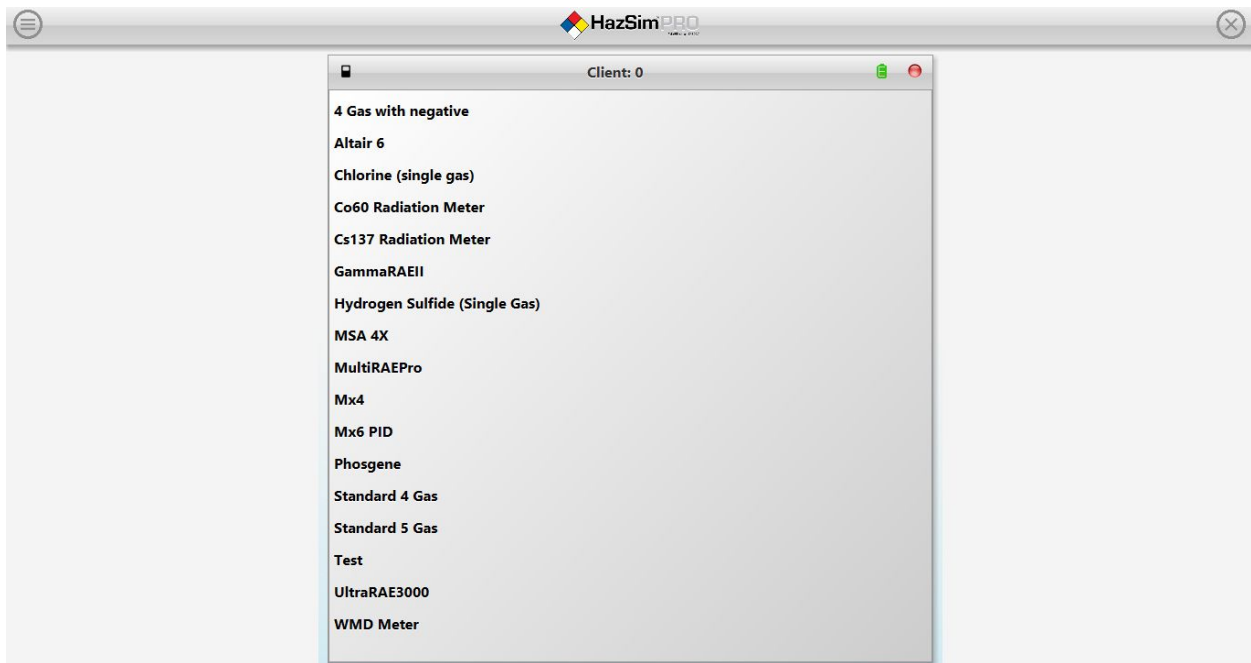 HazSimPRO
Client: 0
4 Gas with negative
Altair 6
Chlorine (single gas)
Co60 Radiation Meter
Cs137 Radiation Meter
GammaRAEII
Hydrogen Sulfide (Single Gas)
MSA 4X
MultiRAEPro
Mx4
Mx6 PID
Phosgene
Standard 4 Gas
Standard 5 Gas
Test
UltraRAE3000
WMD Meter